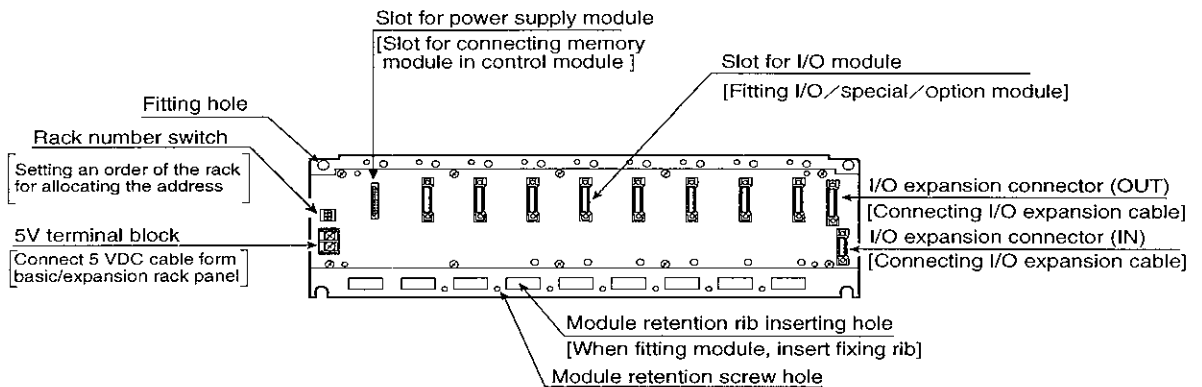 Slot for power supply module
[Slot for connecting memory
module in control module ]
Slot for I/O module
[Fitting I/O/special/option module]
Fitting hole
Rack number switch
[Setting an order of the rack
for allocating the address]
5V terminal block
[Connect 5 VDC cable form
basic/expansion rack panel]
I/O expansion connector (OUT)
[Connecting I/O expansion cable]
I/O expansion connector (IN)
[Connecting I/O expansion cable]
Module retention rib inserting hole
[When fitting module, insert fixing rib]
Module retention screw hole